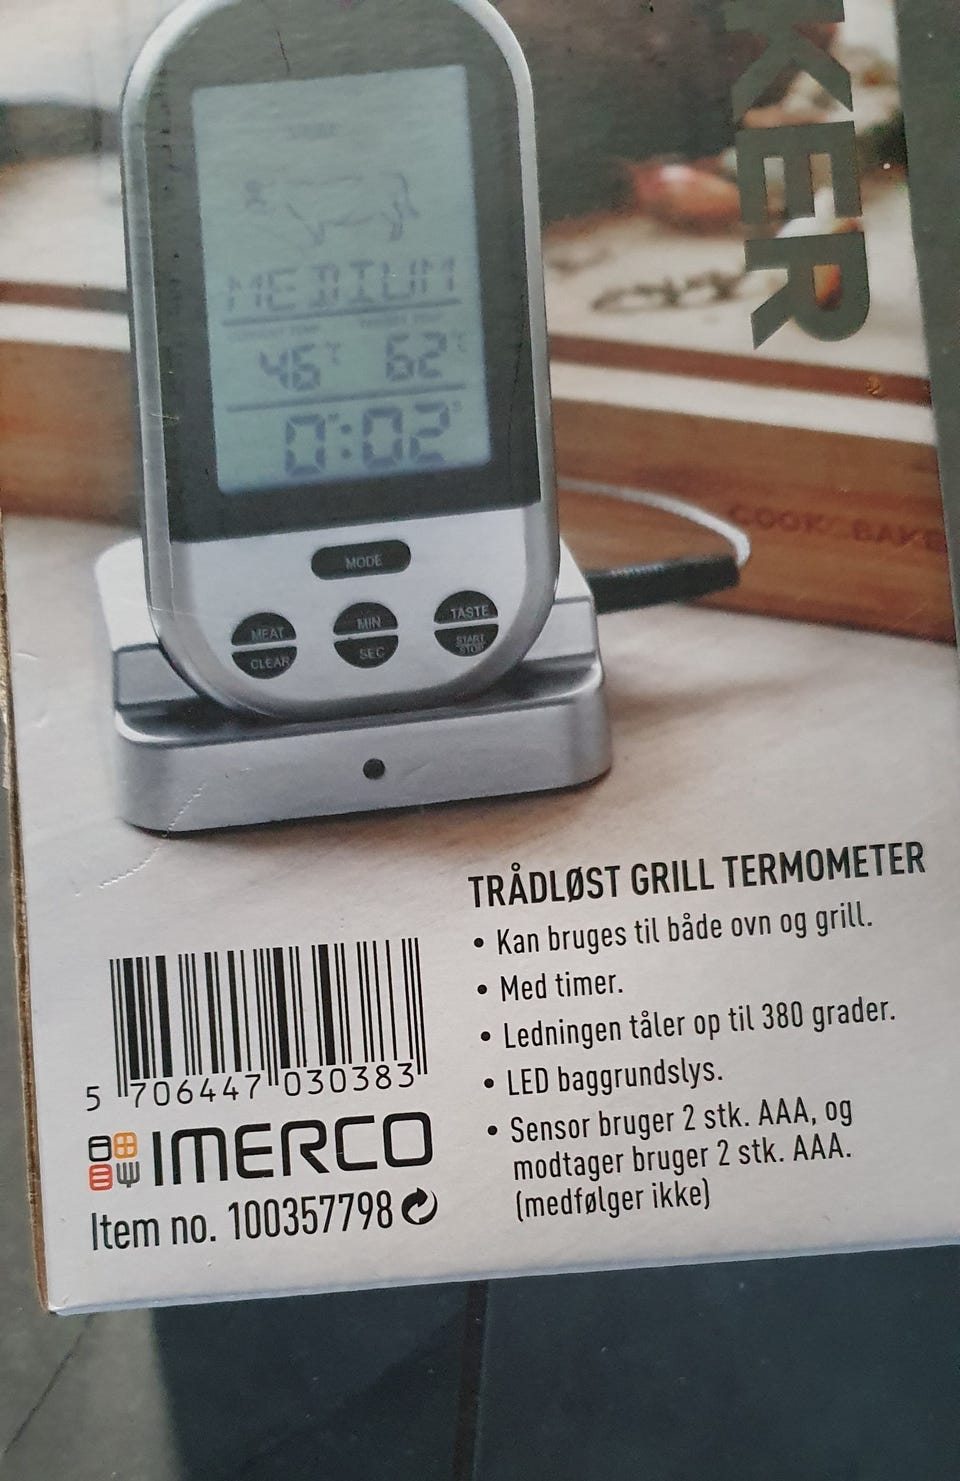 KER
MEDIUM
46°C 62°C
0:02
COOK & BAKE
MODE
MEAT MIN TASTE
CLEAR SEC START STOP
TRÅDLØST GRILL TERMOMETER
• Kan bruges til både ovn og grill.
• Med timer.
• Ledningen tåler op til 380 grader.
• LED baggrundslys.
• Sensor bruger 2 stk. AAA, og
modtager bruger 2 stk. AAA.
(medfølger ikke)
5 706447 030383
IMERCO
Item no. 100357798